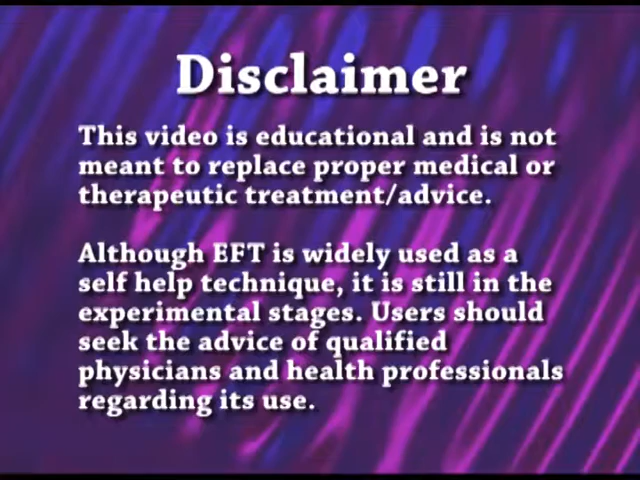 Disclaimer
This video is educational and is not
meant to replace proper medical or
therapeutic treatment/advice.
Although EFT is widely used as a
self help technique, it is still in the
experimental stages. Users should
seek the advice of qualified
physicians and health professionals
regarding its use.